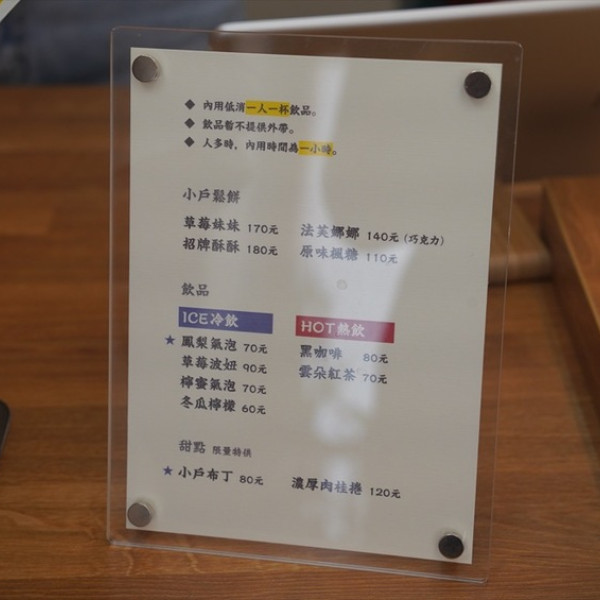 ◆ 內用低消一人一杯飲品。
◆ 飲品暫不提供外帶。
◆ 人多時，內用時間為一小時。
小戶鬆餅
草莓妹妹 170元 法芙娜娜 140元 (巧克力)
招牌酥酥 180元 原味楓糖 110元
飲品
ICE冷飲 HOT熱飲
★ 鳳梨氣泡 70元 黑咖啡 80元
草莓波妞 90元 雲朵紅茶 70元
檸蜜氣泡 70元
冬瓜檸檬 60元
甜點 限量特供
★ 小戶布丁 80元 濃厚肉桂捲 120元